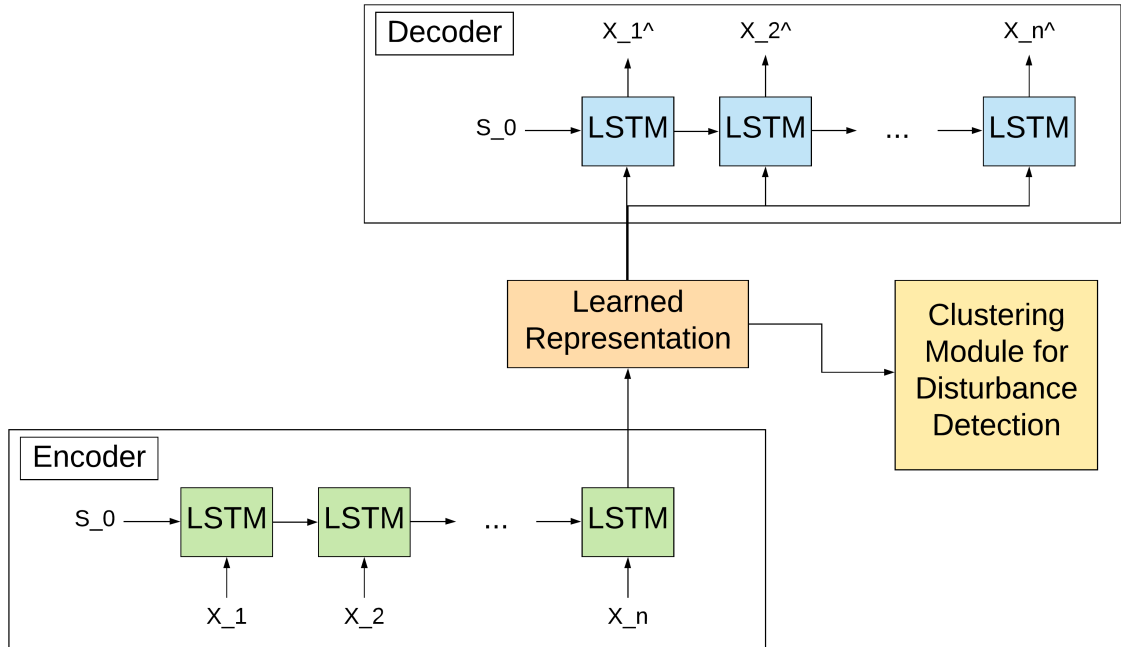 Decoder
X_1^
X_2^
X_n^
S_0
LSTM
LSTM
...
LSTM
Learned
Representation
Clustering
Module for
Disturbance
Detection
Encoder
S_0
LSTM
LSTM
...
LSTM
X_1
X_2
X_n